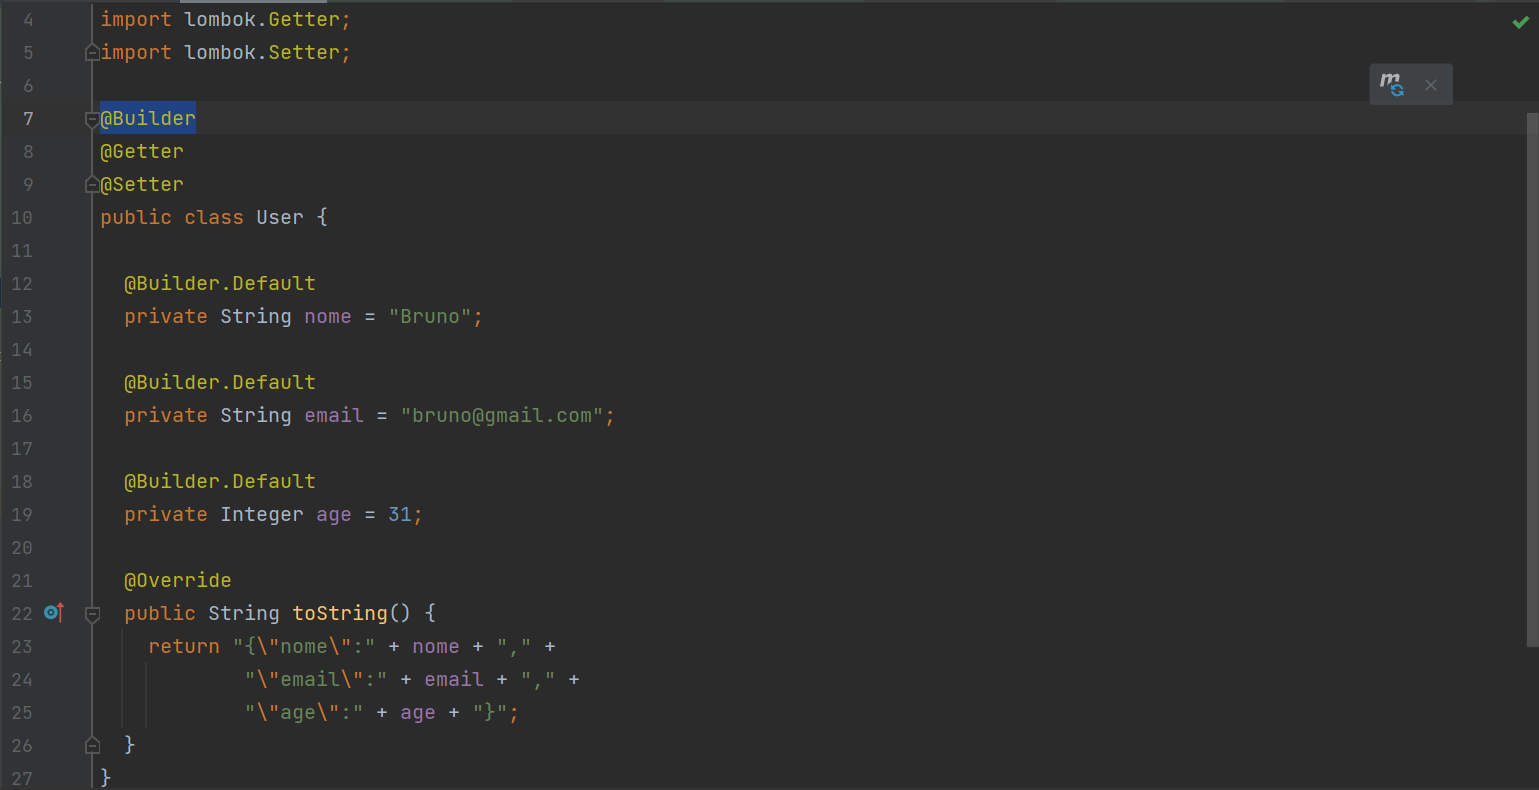 4 import lombok.Getter;
5 import lombok.Setter;
6
7 @Builder
8 @Getter
9 @Setter
10 public class User {
11
12 @Builder.Default
13 private String nome = "Bruno";
14
15 @Builder.Default
16 private String email = "bruno@gmail.com";
17
18 @Builder.Default
19 private Integer age = 31;
20
21 @Override
22 public String toString() {
23 return "{\"nome\":" + nome + "," +
24 "\"email\":" + email + "," +
25 "\"age\":" + age + "}";
26 }
27 }
m